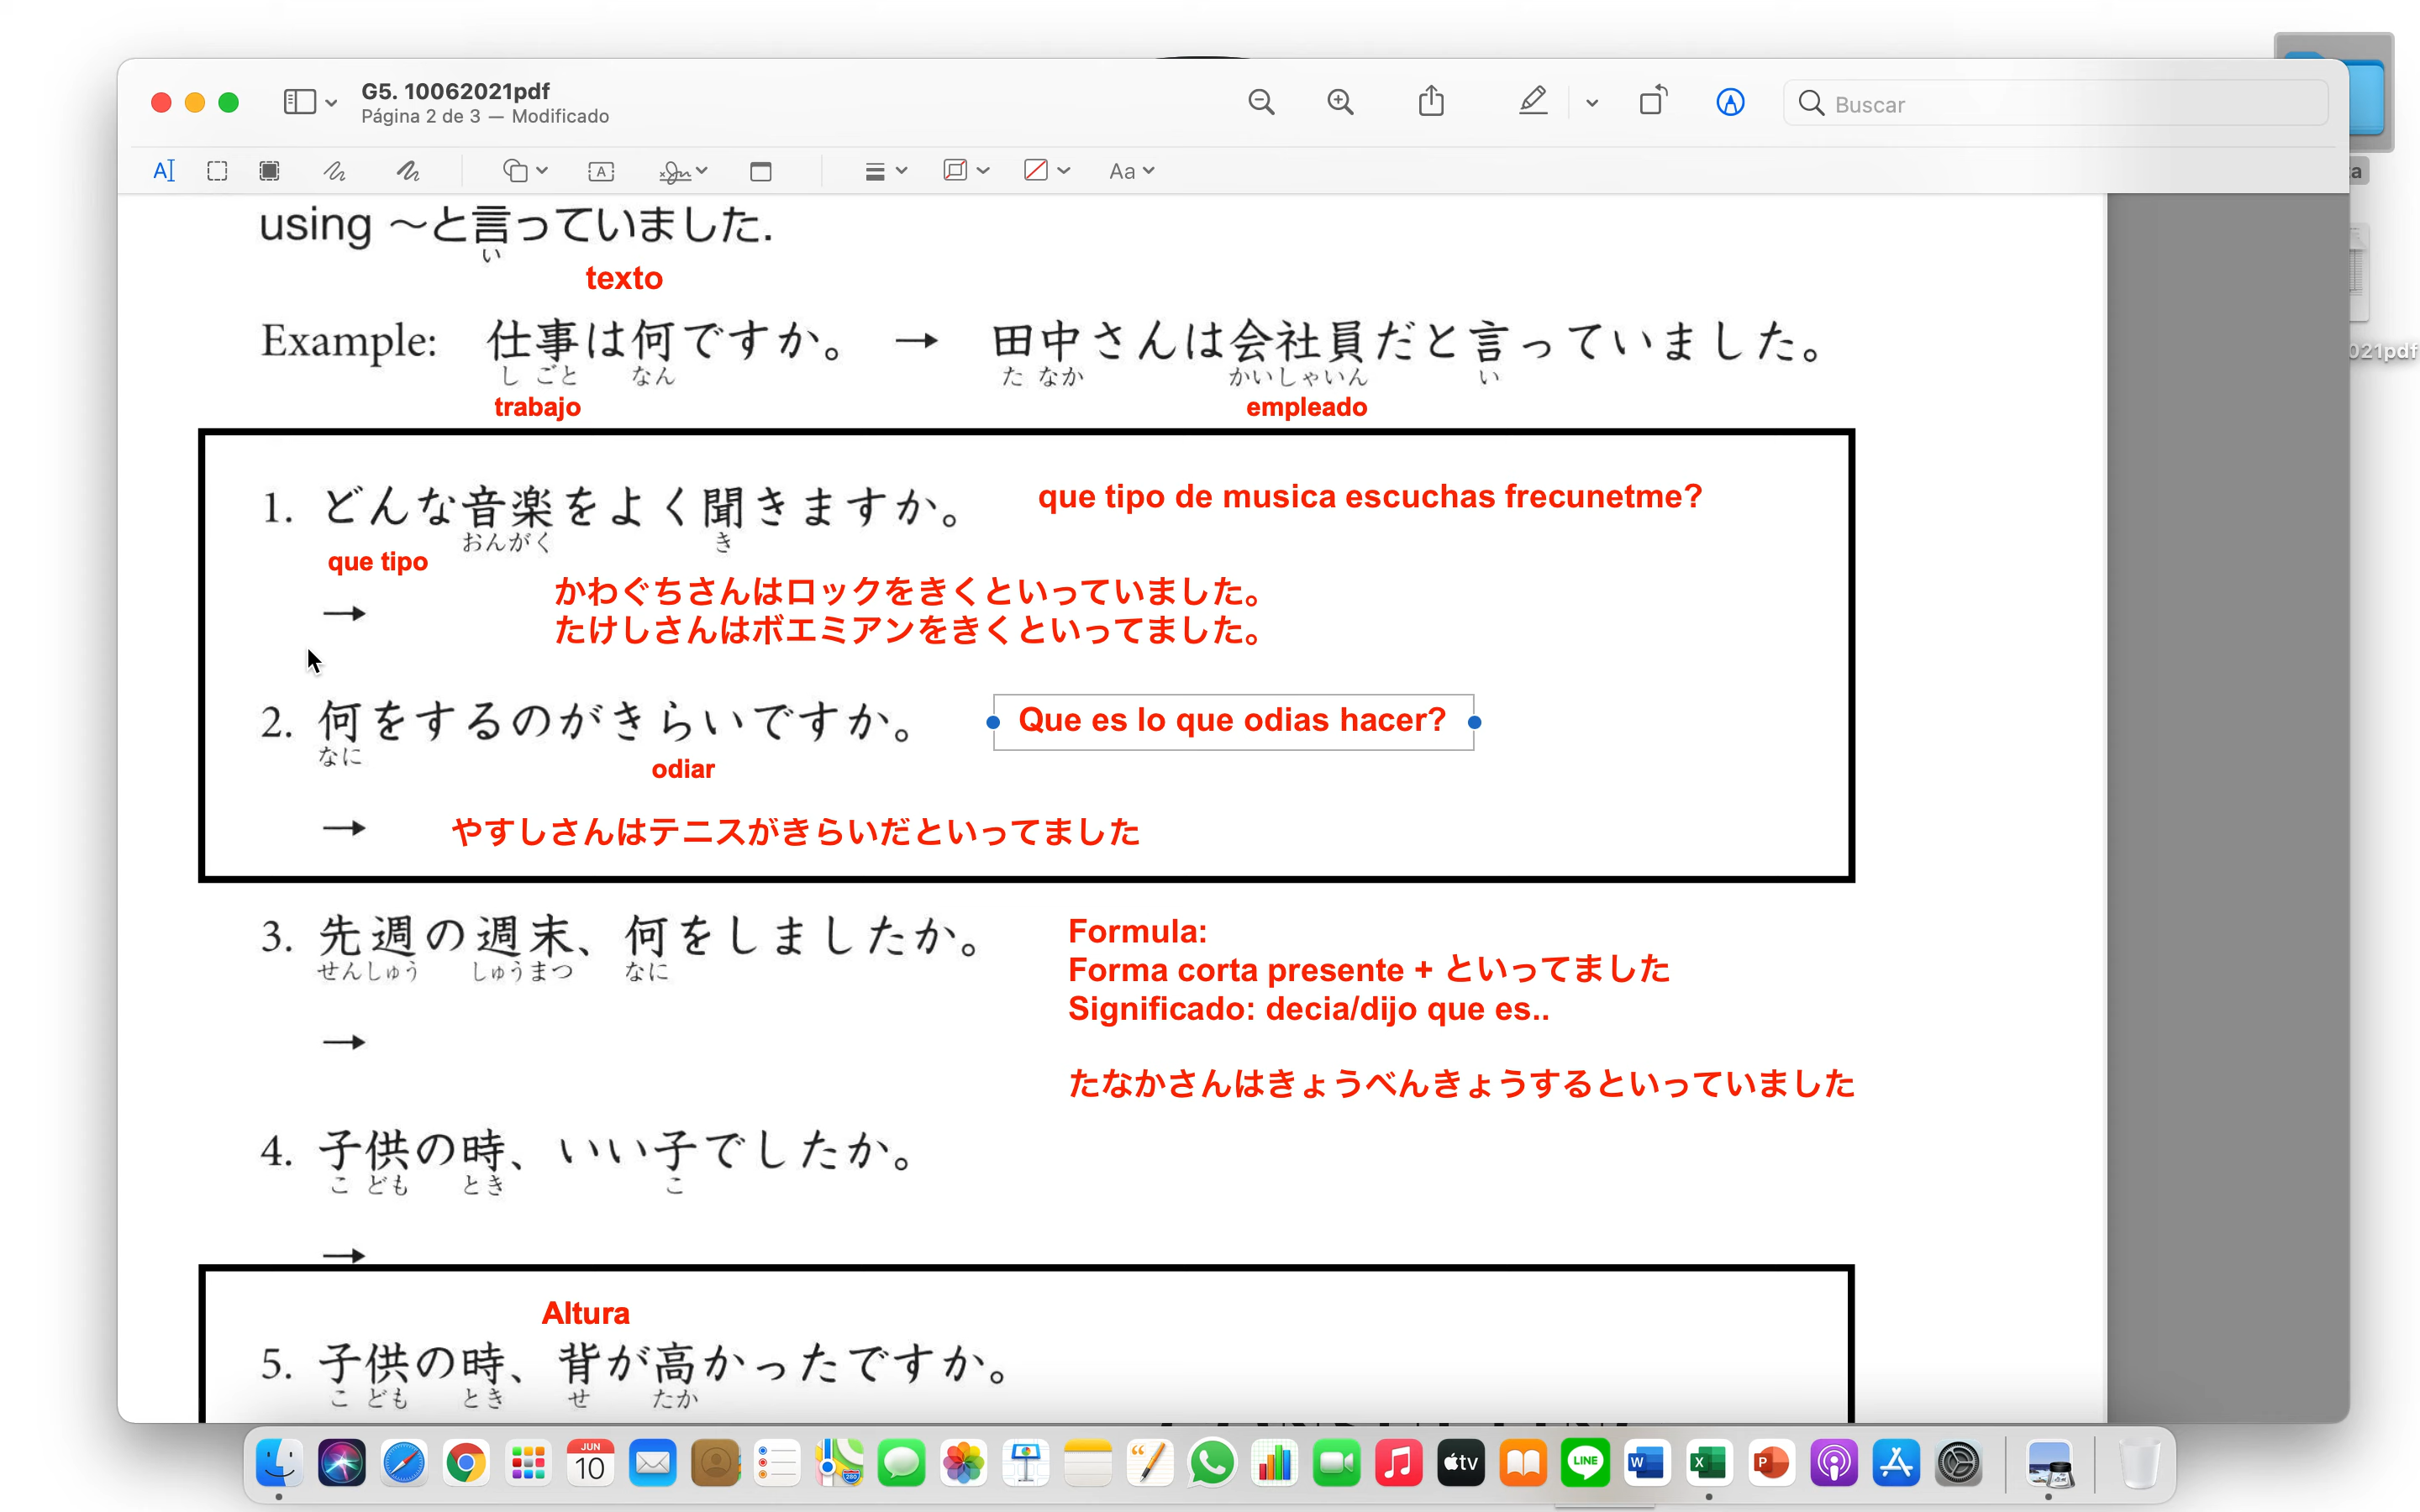 G5. 10062021pdf
Página 2 de 3 — Modificado
Buscar
Aa
using ～と言っていました.
い
texto
Example: 仕事は何ですか。 → 田中さんは会社員だと言っていました。
し ごと なん た なか かいしゃいん い
trabajo empleado
1. どんな音楽をよく聞きますか。 que tipo de musica escuchas frecunetme?
おんがく き
que tipo
→ かわぐちさんはロックをきくといっていました。
たけしさんはボエミアンをきくといってました。
2. 何をするのがきらいですか。 Que es lo que odias hacer?
なに
odiar
→ やすしさんはテニスがきらいだといってました
3. 先週の週末、何をしましたか。 Formula:
せんしゅう しゅうまつ なに
Forma corta presente + といってました
Significado: decia/dijo que es..
→
たなかさんはきょうべんきょうするといっていました
4. 子供の時、いい子でしたか。
こ ども とき こ
→
Altura
5. 子供の時、背が高かったですか。
こ ども とき せ たか
021pdf
JUN
10
280
tv
LINE
W
X
P